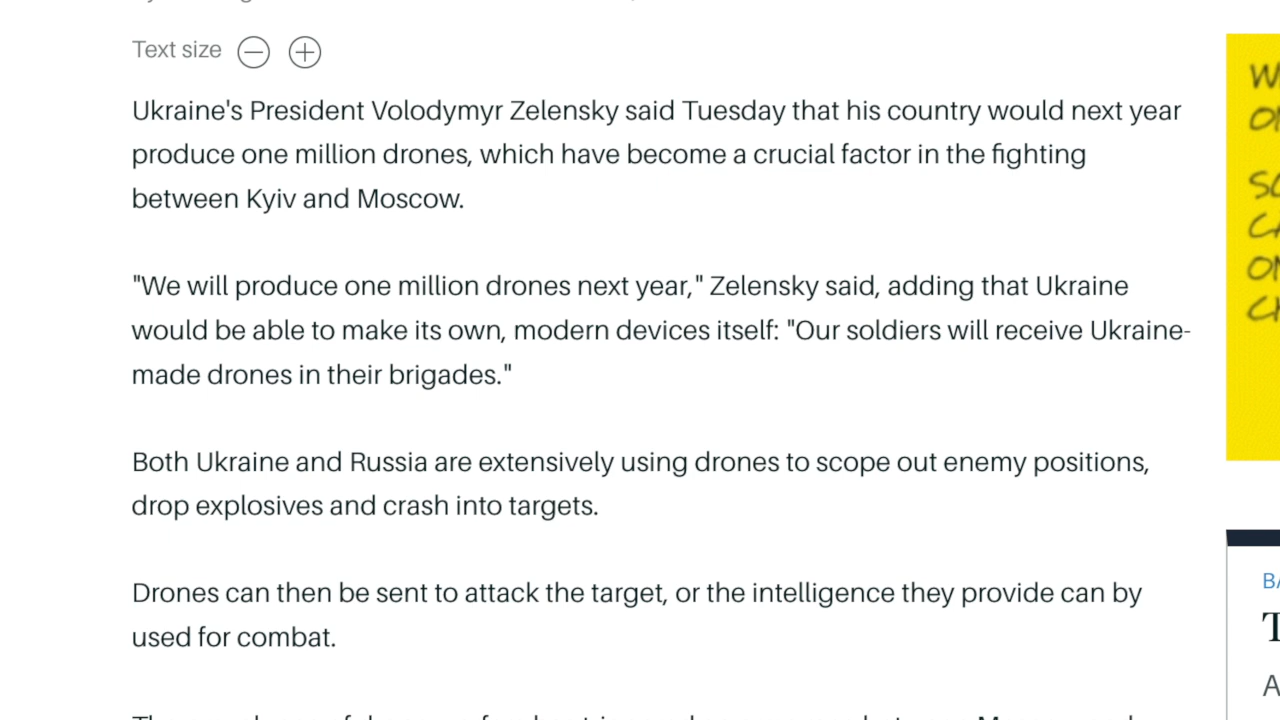 Text size
Ukraine's President Volodymyr Zelensky said Tuesday that his country would next year
produce one million drones, which have become a crucial factor in the fighting
between Kyiv and Moscow.
"We will produce one million drones next year," Zelensky said, adding that Ukraine
would be able to make its own, modern devices itself: "Our soldiers will receive Ukraine-
made drones in their brigades."
Both Ukraine and Russia are extensively using drones to scope out enemy positions,
drop explosives and crash into targets.
Drones can then be sent to attack the target, or the intelligence they provide can by
used for combat.